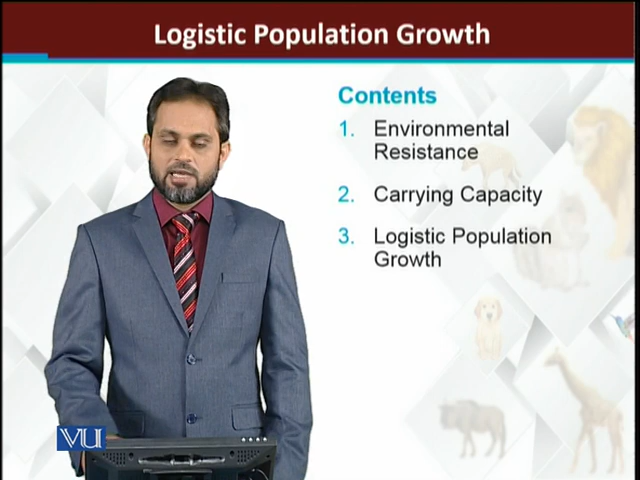 Logistic Population Growth
Contents
1. Environmental
Resistance
2. Carrying Capacity
3. Logistic Population
Growth
VU